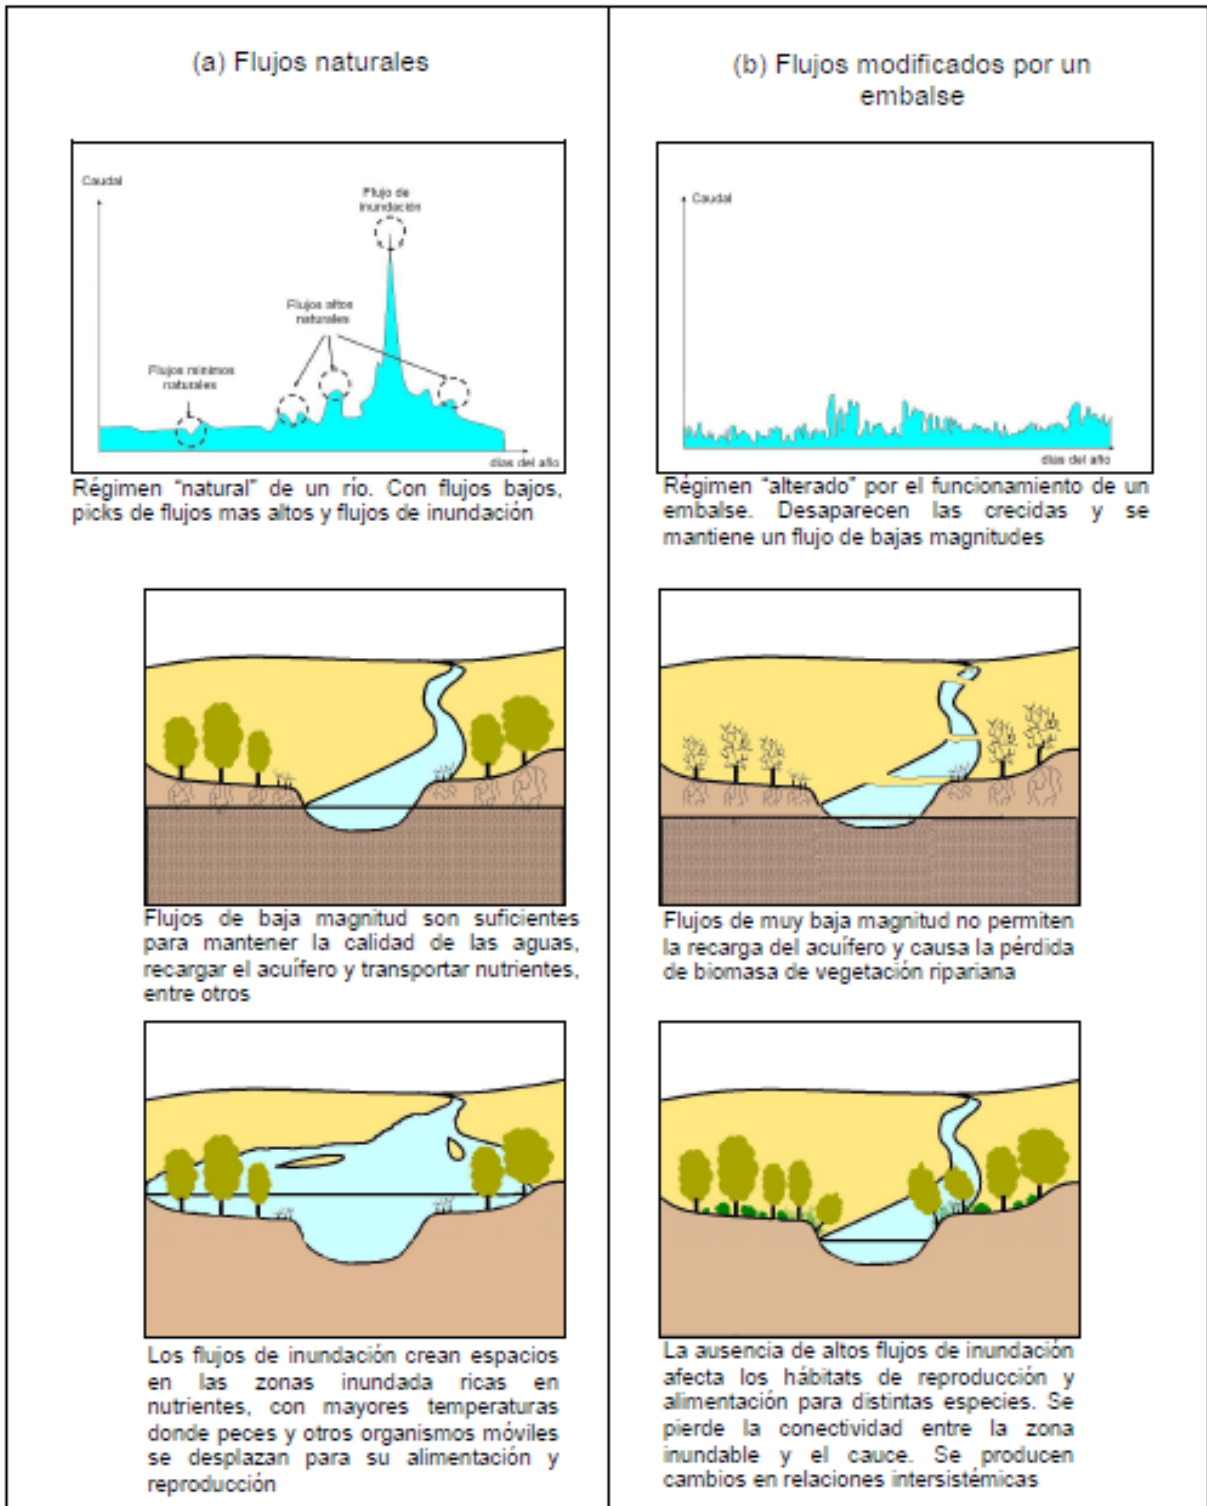 (a) Flujos naturales
Caudal
Flujo de
inundación
Flujos altos
naturales
Flujos mínimos
naturales
días del año
Régimen “natural” de un río. Con flujos bajos,
picks de flujos mas altos y flujos de inundación
Flujos de baja magnitud son suficientes
para mantener la calidad de las aguas,
recargar el acuífero y transportar nutrientes,
entre otros
Los flujos de inundación crean espacios
en las zonas inundada ricas en
nutrientes, con mayores temperaturas
donde peces y otros organismos móviles
se desplazan para su alimentación y
reproducción
(b) Flujos modificados por un
embalse
Caudal
días del año
Régimen “alterado” por el funcionamiento de un
embalse. Desaparecen las crecidas y se
mantiene un flujo de bajas magnitudes
Flujos de muy baja magnitud no permiten
la recarga del acuífero y causa la pérdida
de biomasa de vegetación ripariana
La ausencia de altos flujos de inundación
afecta los hábitats de reproducción y
alimentación para distintas especies. Se
pierde la conectividad entre la zona
inundable y el cauce. Se producen
cambios en relaciones intersistémicas